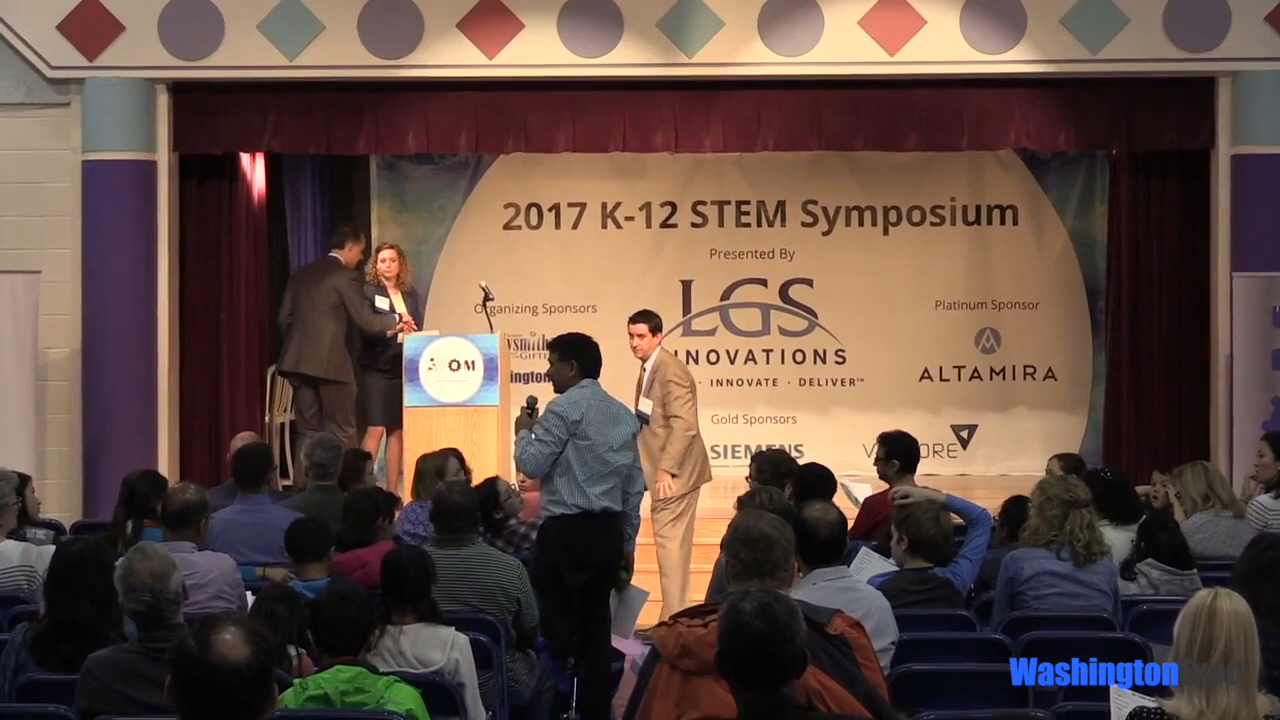 2017 K-12 STEM Symposium
Presented By
Organizing Sponsors
LGS
INNOVATIONS
· INNOVATE · DELIVER™
Platinum Sponsor
ALTAMIRA
Gold Sponsors
SIEMENS
Washington